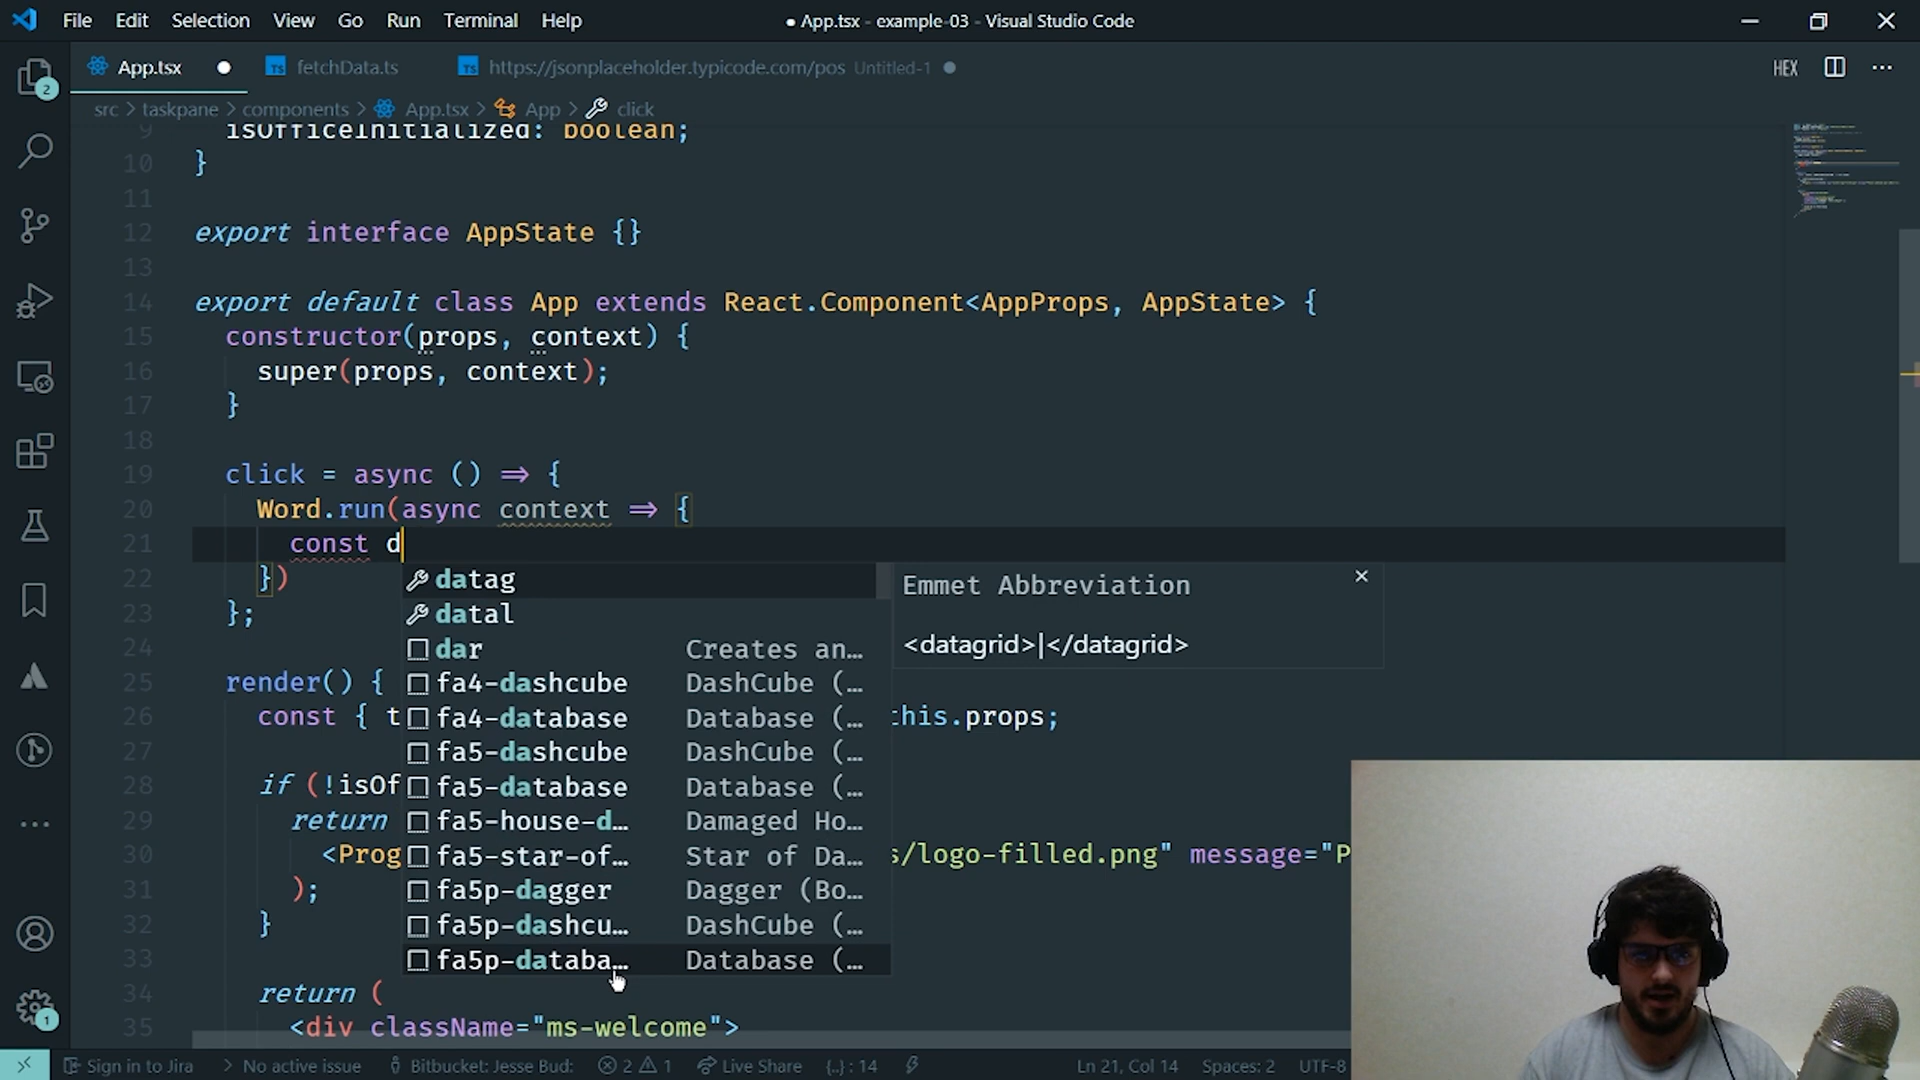 File Edit Selection View Go Run Terminal Help ● App.tsx - example-03 - Visual Studio Code
App.tsx fetchData.ts https://jsonplaceholder.typicode.com/pos Untitled-1
HEX
src > taskpane > components > App.tsx > App > click
9 isOfficeInitialized: boolean;
10 }
11
12 export interface AppState {}
13
14 export default class App extends React.Component<AppProps, AppState> {
15 constructor(props, context) {
16 super(props, context);
17 }
18
19 click = async () => {
20 Word.run(async context => {
21 const d
22 })
23 };
24
25 render() {
26 const { t this.props;
27
28 if (!isOf
29 return
30 <Prog s/logo-filled.png" message="P
31 );
32 }
33
34 return (
35 <div className="ms-welcome">
datag
datal
dar Creates an…
fa4-dashcube DashCube (…
fa4-database Database (…
fa5-dashcube DashCube (…
fa5-database Database (…
fa5-house-d… Damaged Ho…
fa5-star-of… Star of Da…
fa5p-dagger Dagger (Bo…
fa5p-dashcu… DashCube (…
fa5p-databa… Database (…
Emmet Abbreviation
<datagrid>|</datagrid>
2
1
Sign in to Jira > No active issue Bitbucket: Jesse Bud: 2 1 Live Share {..} : 14 Ln 21, Col 14 Spaces: 2 UTF-8